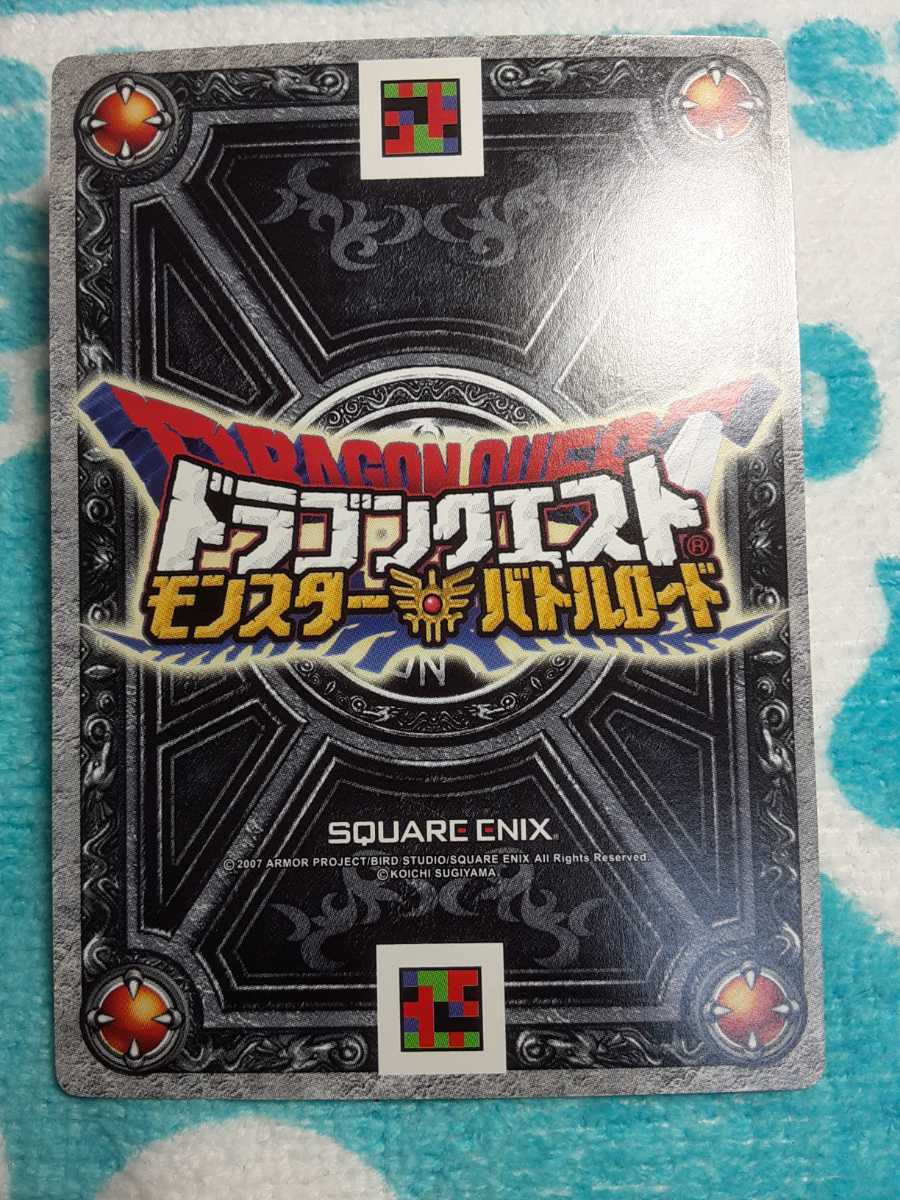 DRAGON QUEST
ドラゴンクエスト®
モンスター バトルロード
SQUARE ENIX®
©2007 ARMOR PROJECT/BIRD STUDIO/SQUARE ENIX All Rights Reserved.
©KOICHI SUGIYAMA